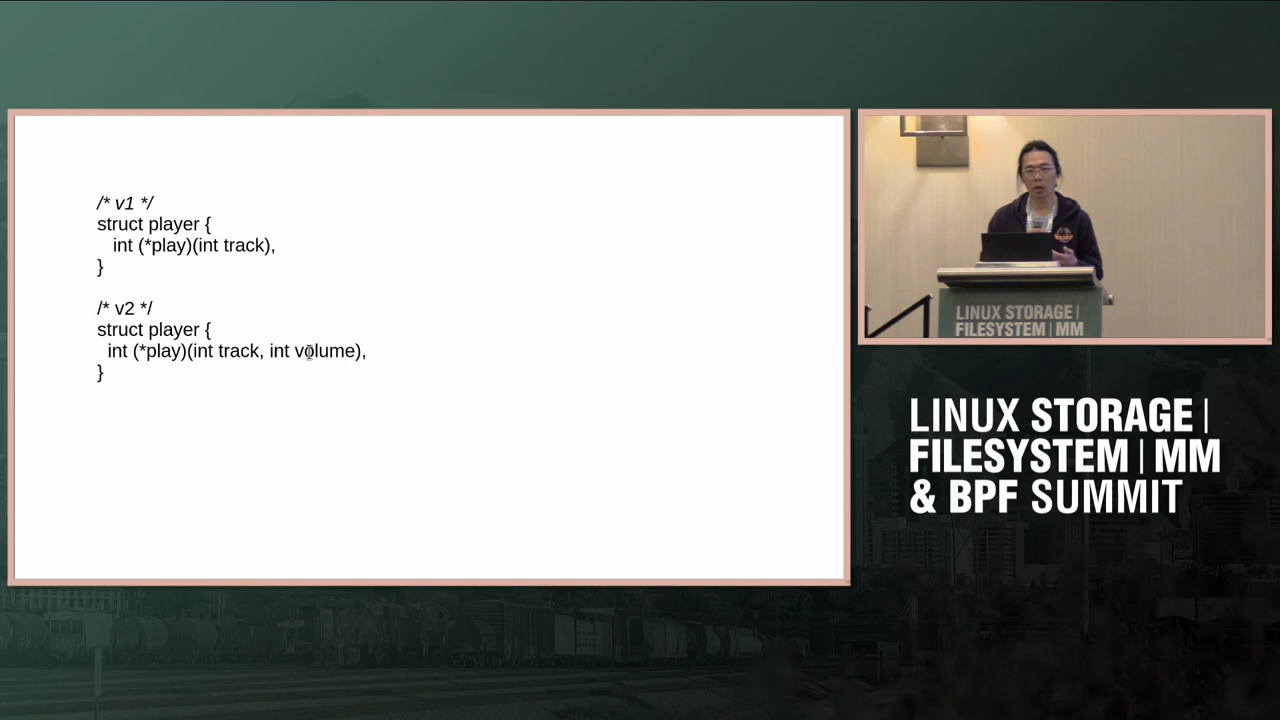 /* v1 */
struct player {
int (*play)(int track),
}
/* v2 */
struct player {
int (*play)(int track, int volume),
}
LINUX STORAGE |
FILESYSTEM | MM
LINUX STORAGE |
FILESYSTEM | MM
& BPF SUMMIT